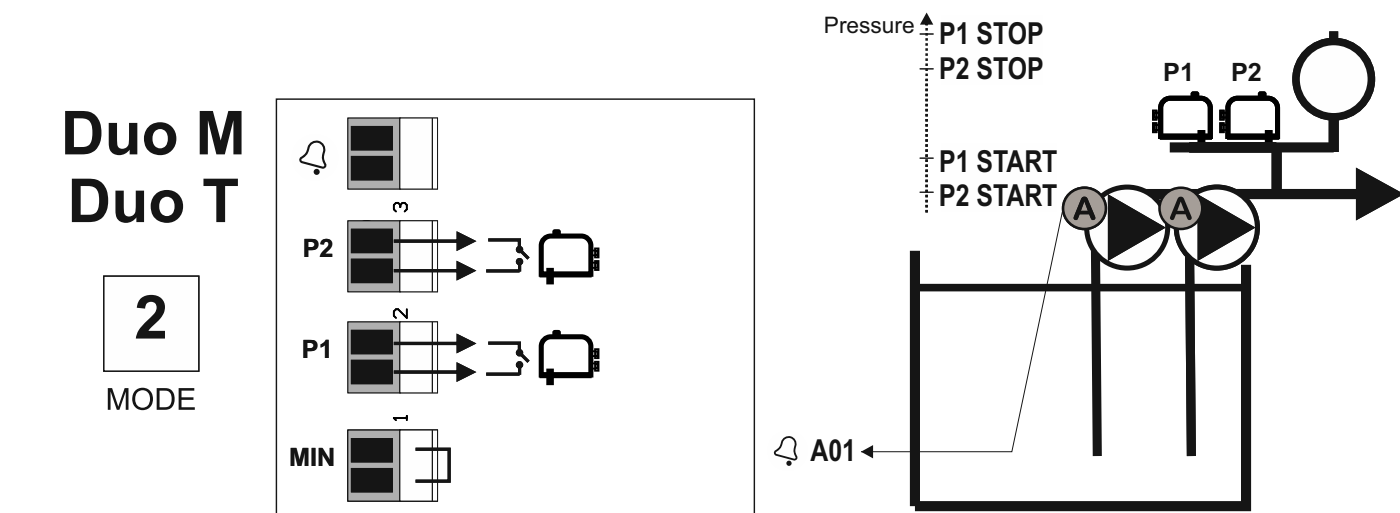 Duo M
Duo T
2
MODE
3
P2
2
P1
1
MIN
Pressure
P1 STOP
P2 STOP
P1 START
P2 START
P1 P2
A A
A01